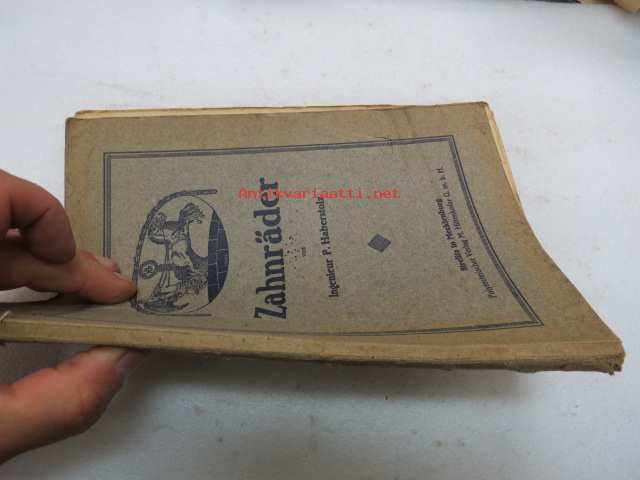 Zahnräder
von
Ingenieur P. Haberstolz
Strelitz in Mecklenburg
Polytechnischer Verlag M. Hittenkofer G. m. b. H.
Antikvariaatti.net